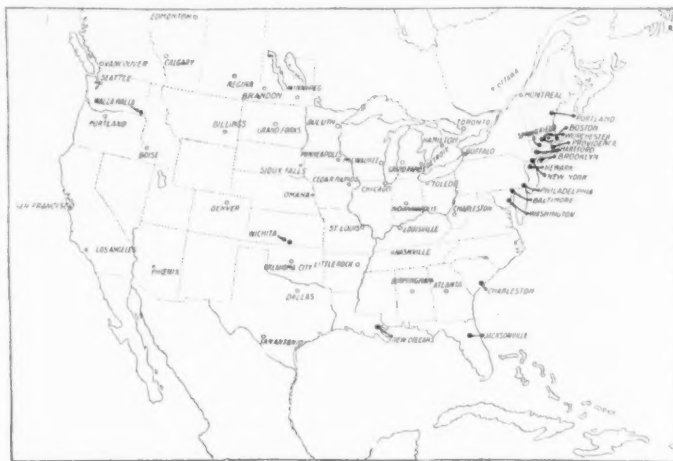 EDMONTON
VANCOUVER
CALGARY
SEATTLE
REGINA
BRANDON
WINNIPEG
OTTAWA
MONTREAL
WALLA WALLA
PORTLAND
BILLINGS
GRAND FORKS
DULUTH
TORONTO
HAMILTON
PORTLAND
BOSTON
WORCHESTER
PROVIDENCE
HARTFORD
BROOKLYN
NEWARK
NEW YORK
BOISE
MINNEAPOLIS
MILWAUKEE
GRAND RAPIDS
DETROIT
BUFFALO
SIOUX FALLS
CEDAR RAPIDS
CHICAGO
TOLEDO
PHILADELPHIA
BALTIMORE
WASHINGTON
OMAHA
SAN FRANCISCO
DENVER
INDIANAPOLIS
CHARLESTON
WICHITA
ST. LOUIS
LOUISVILLE
LOS ANGELES
NASHVILLE
PHOENIX
OKLAHOMA CITY
LITTLE ROCK
BIRMINGHAM
ATLANTA
CHARLESTON
DALLAS
SAN ANTONIO
NEW ORLEANS
JACKSONVILLE